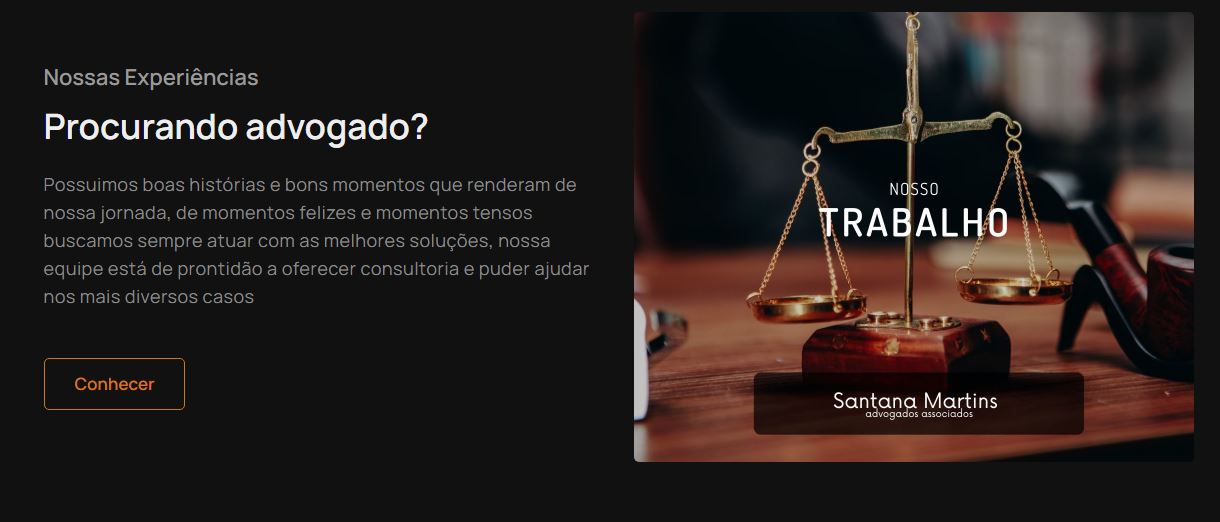 Nossas Experiências
Procurando advogado?
Possuimos boas histórias e bons momentos que renderam de
nossa jornada, de momentos felizes e momentos tensos
buscamos sempre atuar com as melhores soluções, nossa
equipe está de prontidão a oferecer consultoria e puder ajudar
nos mais diversos casos
Conhecer
NOSSO
TRABALHO
Santana Martins
advogados associados